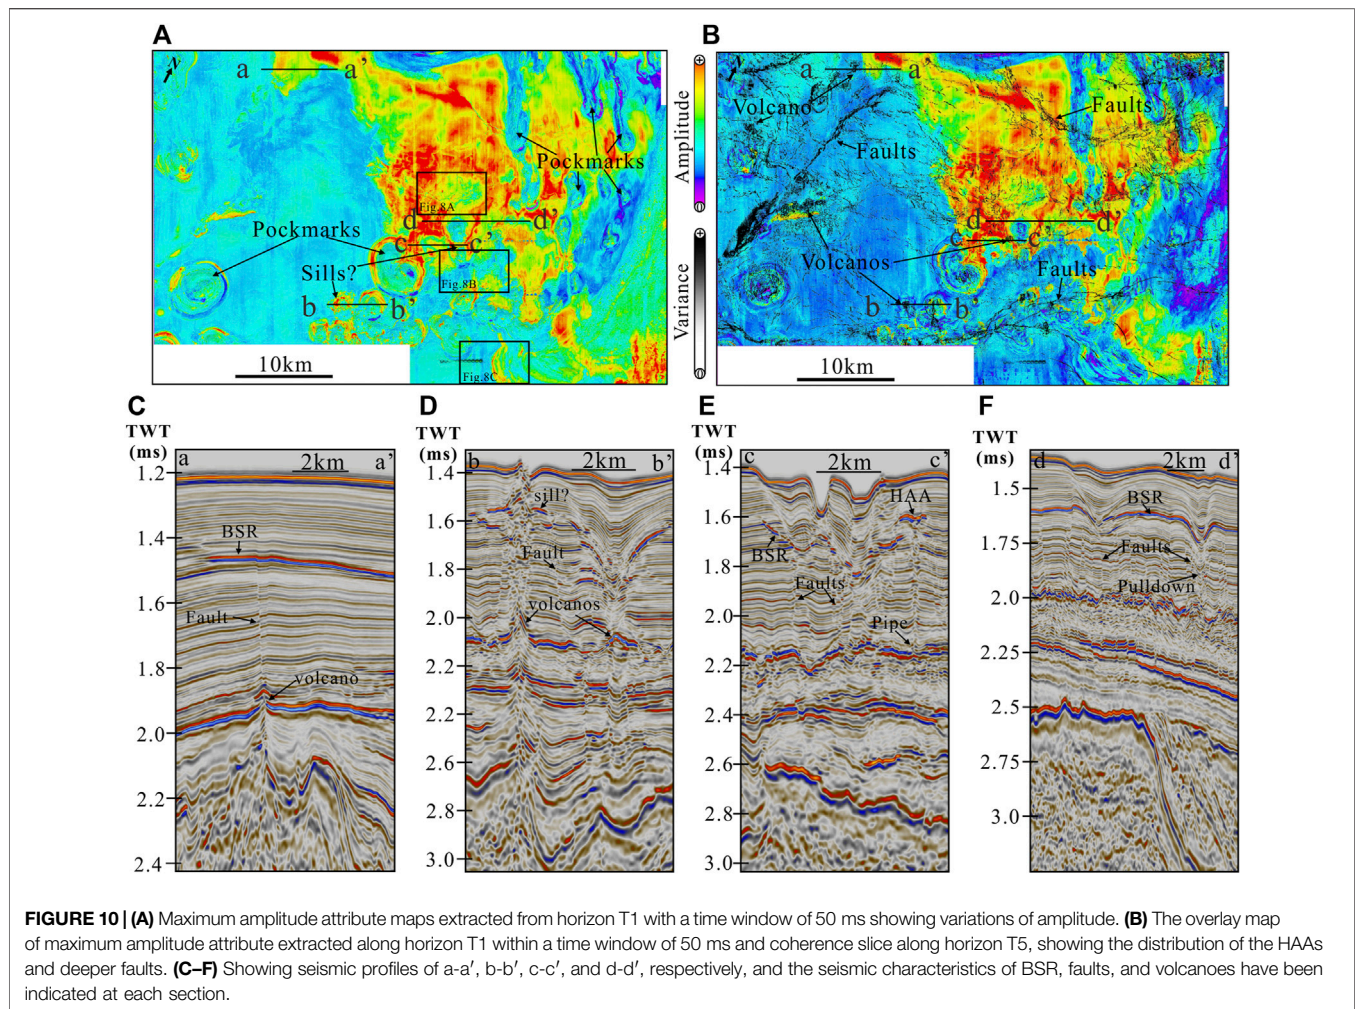 A
N
a a’
Pockmarks
Fig.8A
d d’
Pockmarks
c c’
Sills?
Fig.8B
b b’
10km
Fig.8C
Amplitude
Variance
B
N
a a’
Volcano
Faults
Faults
d d’
c c’
Volcanos
Faults
b b’
10km
C
TWT
(ms)
a 2km a’
1.2
BSR
1.4
1.6
Fault
1.8
volcano
2.0
2.2
2.4
D
TWT
(ms)
b 2km b’
1.4
sill?
1.6
Fault
1.8
volcanos
2.0
2.2
2.2
2.4
2.6
2.8
3.0
E
TWT
(ms)
c 2km c’
1.4
HAA
1.6
BSR
1.8
Faults
2.0
Pipe
2.2
2.4
2.6
2.8
3.0
F
TWT
(ms)
d 2km d’
1.5
BSR
1.75
Faults
Pulldown
2.0
2.25
2.5
2.75
3.0
FIGURE 10 | (A) Maximum amplitude attribute maps extracted from horizon T1 with a time window of 50 ms showing variations of amplitude. (B) The overlay map
of maximum amplitude attribute extracted along horizon T1 within a time window of 50 ms and coherence slice along horizon T5, showing the distribution of the HAAs
and deeper faults. (C–F) Showing seismic profiles of a-a′, b-b′, c-c′, and d-d′, respectively, and the seismic characteristics of BSR, faults, and volcanoes have been
indicated at each section.